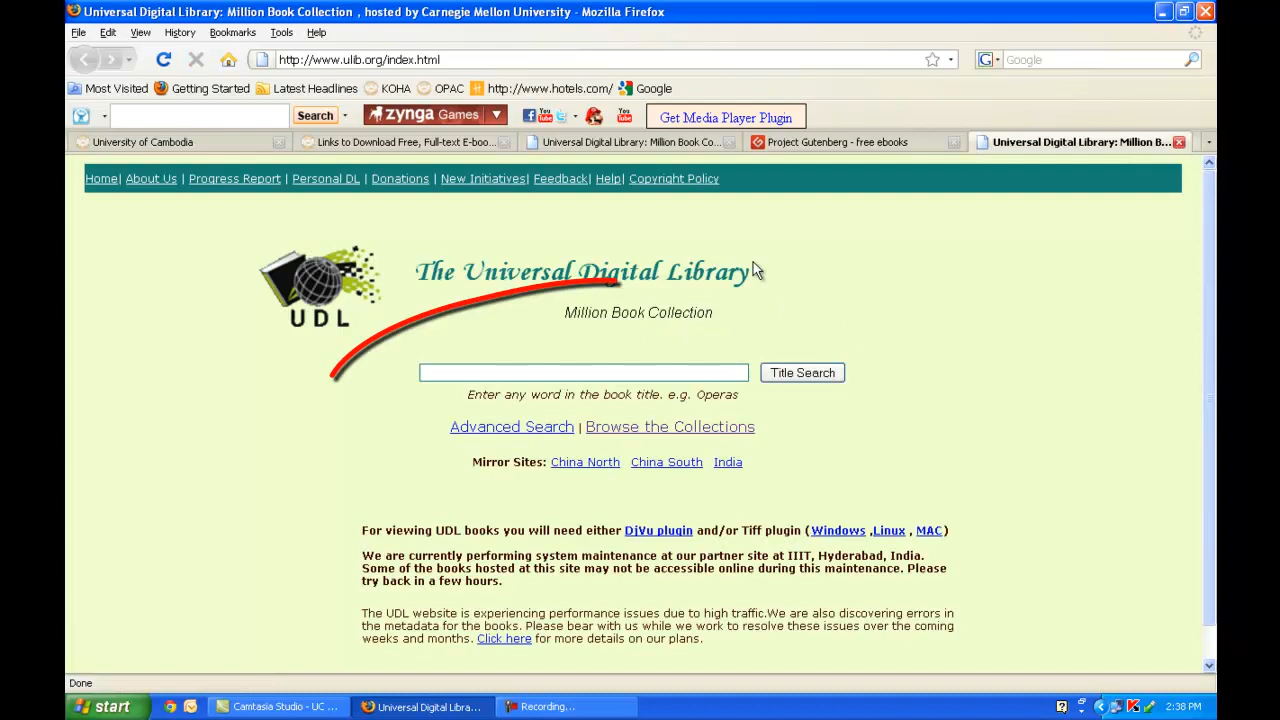 Universal Digital Library: Million Book Collection , hosted by Carnegie Mellon University - Mozilla Firefox
File Edit View History Bookmarks Tools Help
http://www.ulib.org/index.html Google
Most Visited Getting Started Latest Headlines KOHA OPAC http://www.hotels.com/ Google
Search zynga Games You Tube You Tube Get Media Player Plugin
University of Cambodia Links to Download Free, Full-text E-boo... Universal Digital Library: Million Book Co... Project Gutenberg - free ebooks Universal Digital Library: Million B...
Home| About Us | Progress Report | Personal DL | Donations | New Initiatives| Feedback| Help| Copyright Policy
The Universal Digital Library
UDL
Million Book Collection
Title Search
Enter any word in the book title. e.g. Operas
Advanced Search | Browse the Collections
Mirror Sites: China North China South India
For viewing UDL books you will need either DjVu plugin and/or Tiff plugin ( Windows ,Linux , MAC )
We are currently performing system maintenance at our partner site at IIIT, Hyderabad, India.
Some of the books hosted at this site may not be accessible online during this maintenance. Please
try back in a few hours.
The UDL website is experiencing performance issues due to high traffic.We are also discovering errors in
the metadata for the books. Please bear with us while we work to resolve these issues over the coming
weeks and months. Click here for more details on our plans.
Done
start Camtasia Studio - UC ... Universal Digital Libra... Recording... 2:38 PM